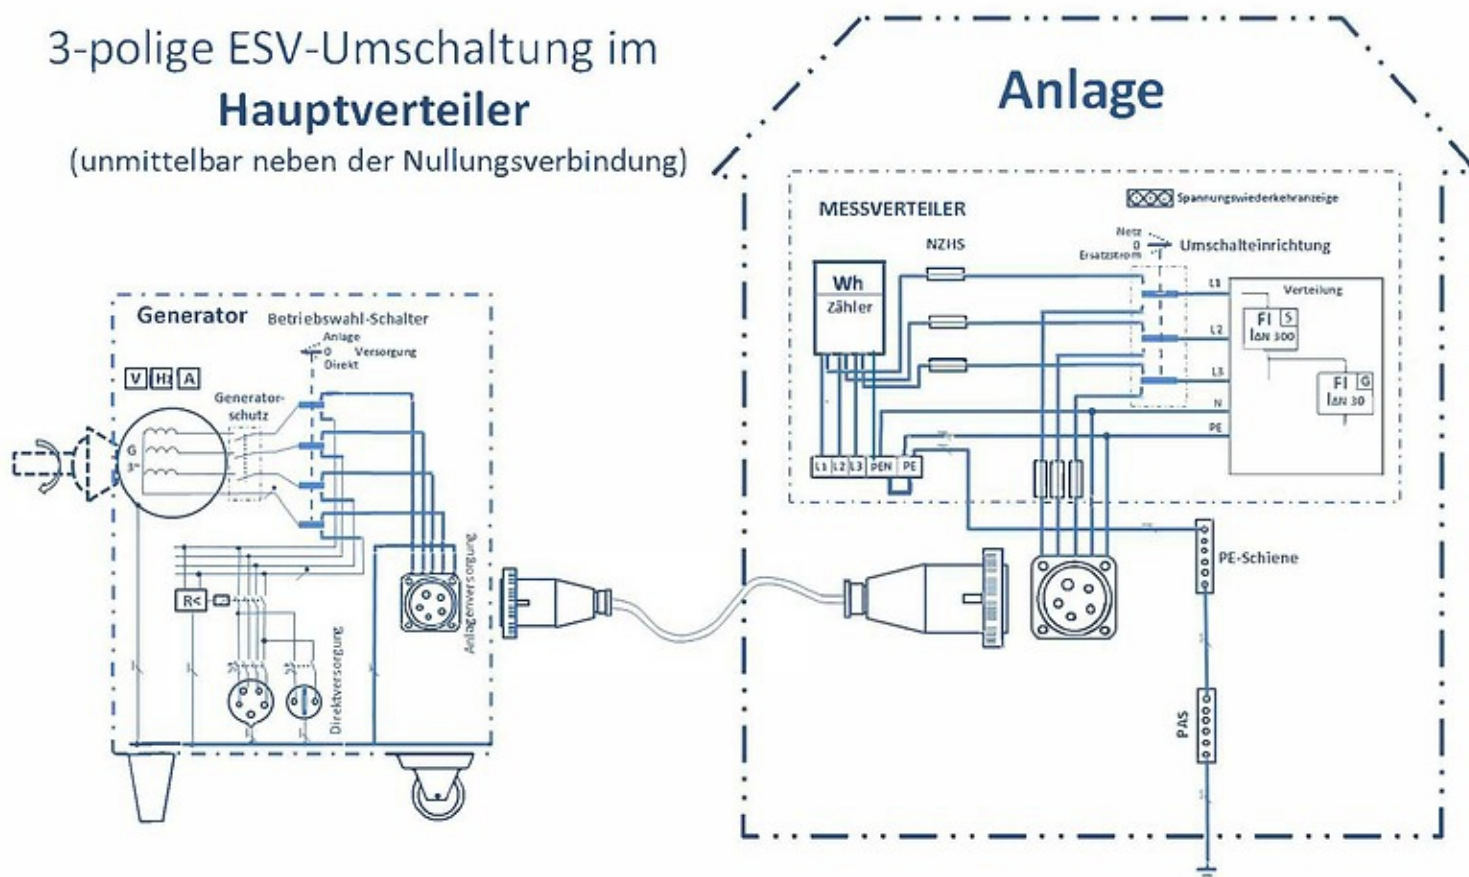 3-polige ESV-Umschaltung im
Hauptverteiler
(unmittelbar neben der Nullungsverbindung)
Anlage
MESSVERTEILER
Spannungswiederkehranzeige
NZHS
Netz
0
Ersatzstrom
Umschalteinrichtung
Wh
Zähler
L1
L2
L3
N
PE
Verteilung
FI S
IΔN 300
FI G
IΔN 30
L1 L2 L3 PEN PE
PE-Schiene
PAS
Generator
Betriebswahl-Schalter
Anlage
0 Versorgung
Direkt
V Hz A
Generator-
schutz
G
3~
R<
Anlagenversorgung
Direktversorgung